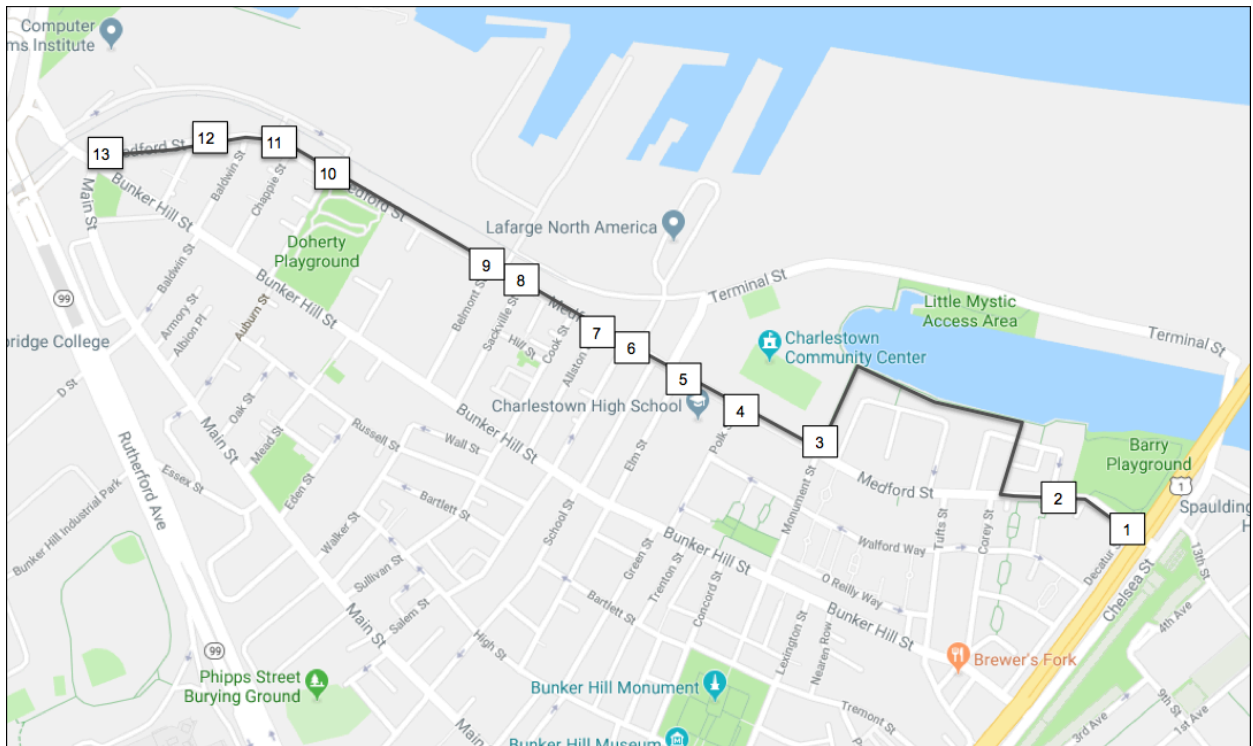 Computer
ms Institute
13
edford St
12
11
10
Medford St
Main St
Baldwin St
Chappie St
Bunker Hill St
Doherty
Playground
Lafarge North America
9
8
7
6
5
4
3
2
1
Terminal St
Little Mystic
Access Area
Terminal St
Charlestown
Community Center
Charlestown High School
99
bridge College
Baldwin St
Armory St
Albion Pl
Auburn St
Bunker Hill St
Belmont St
Sackville St
Hill St
Cook St
Allston
Medf
D St
Oak St
Mead St
Main St
Russell St
Wall St
Bunker Hill St
Elm St
Polk
Monument St
Medford St
Barry
Playground
1
Spaulding
H
Rutherford Ave
Essex St
Eden St
Bartlett St
Bunker Hill Industrial Park
Walker St
School St
Green St
Trenton St
Bunker Hill St
Concord St
Walford Way
Tufts St
Corey St
Decatur S
Chelsea St
13th St
4th Ave
O Reilly Way
Bunker Hill St
Sullivan St
Salem St
Main St
High St
Bartlett St
Lexington St
Nearen Row
Brewer's Fork
99
Phipps Street
Burying Ground
Bunker Hill Monument
Tremont St
9th St
1st Ave
3rd Ave
Bunker Hill Museum